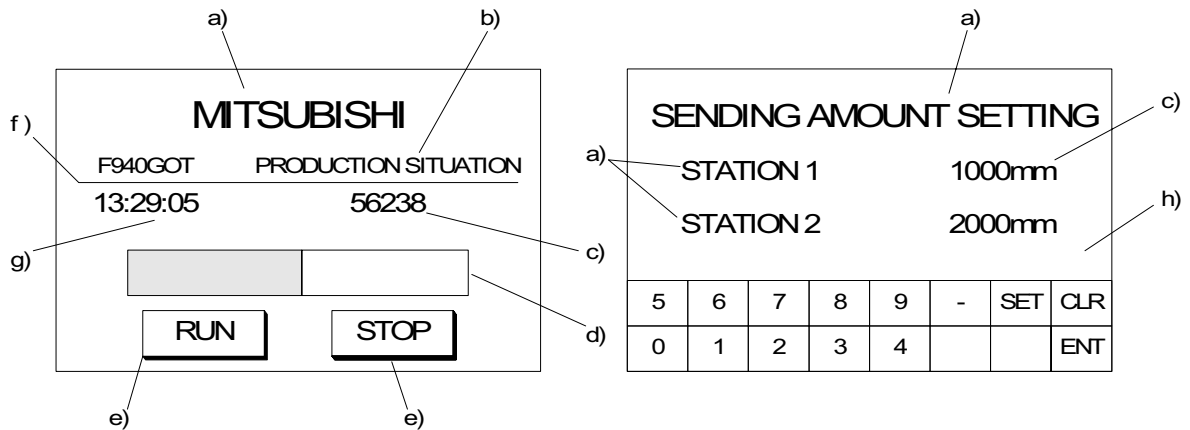 a)
b)
MITSUBISHI
f)
F940GOT PRODUCTION SITUATION
13:29:05 56238
g)
c)
d)
RUN STOP
e) e)
a)
SENDING AMOUNT SETTING
c)
a)
STATION 1 1000mm
STATION 2 2000mm
h)
5 6 7 8 9 - SET CLR
0 1 2 3 4 ENT